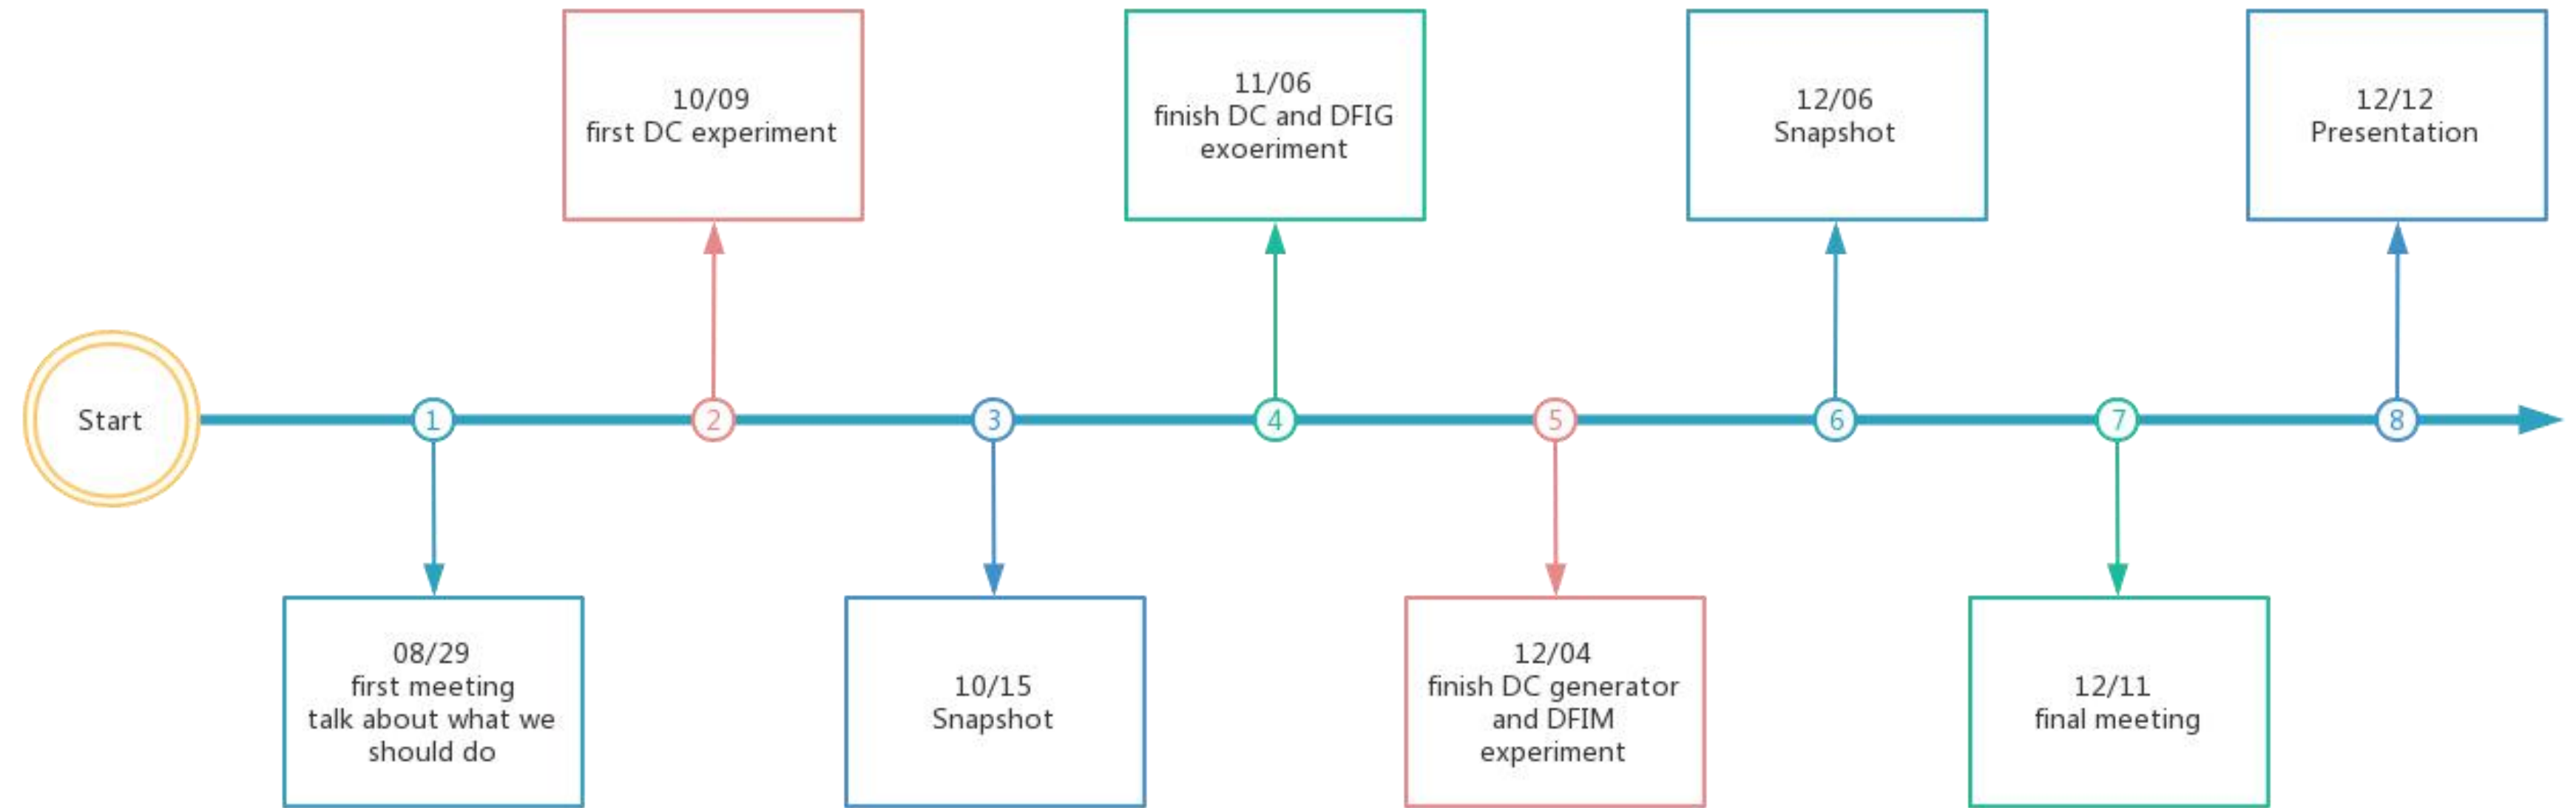 10/09
first DC experiment
11/06
finish DC and DFIG
exoeriment
12/06
Snapshot
12/12
Presentation
Start
1
2
3
4
5
6
7
8
08/29
first meeting
talk about what we
should do
10/15
Snapshot
12/04
finish DC generator
and DFIM
experiment
12/11
final meeting